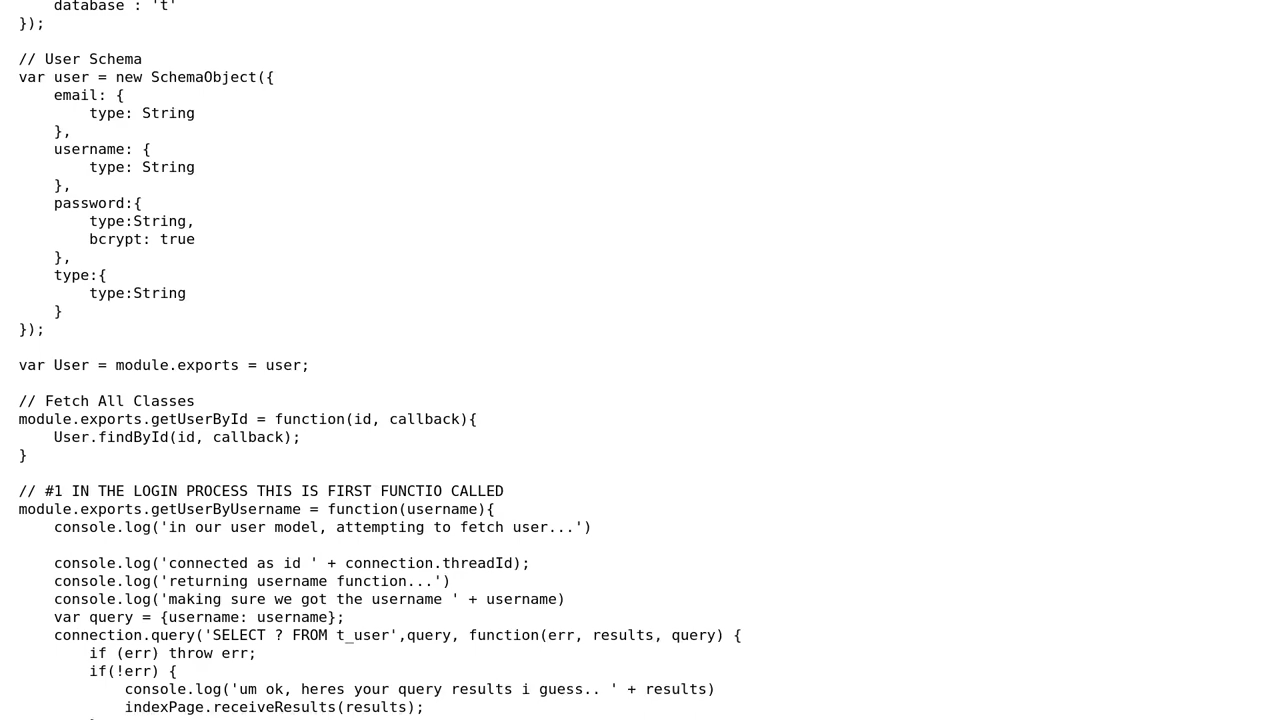 database : 't'
});

// User Schema
var user = new SchemaObject({
    email: {
        type: String
    },
    username: {
        type: String
    },
    password:{
        type:String,
        bcrypt: true
    },
    type:{
        type:String
    }
});

var User = module.exports = user;

// Fetch All Classes
module.exports.getUserById = function(id, callback){
    User.findById(id, callback);
}

// #1 IN THE LOGIN PROCESS THIS IS FIRST FUNCTIO CALLED
module.exports.getUserByUsername = function(username){
    console.log('in our user model, attempting to fetch user...')

    console.log('connected as id ' + connection.threadId);
    console.log('returning username function...')
    console.log('making sure we got the username ' + username)
    var query = {username: username};
    connection.query('SELECT ? FROM t_user',query, function(err, results, query) {
        if (err) throw err;
        if(!err) {
            console.log('um ok, heres your query results i guess.. ' + results)
            indexPage.receiveResults(results);